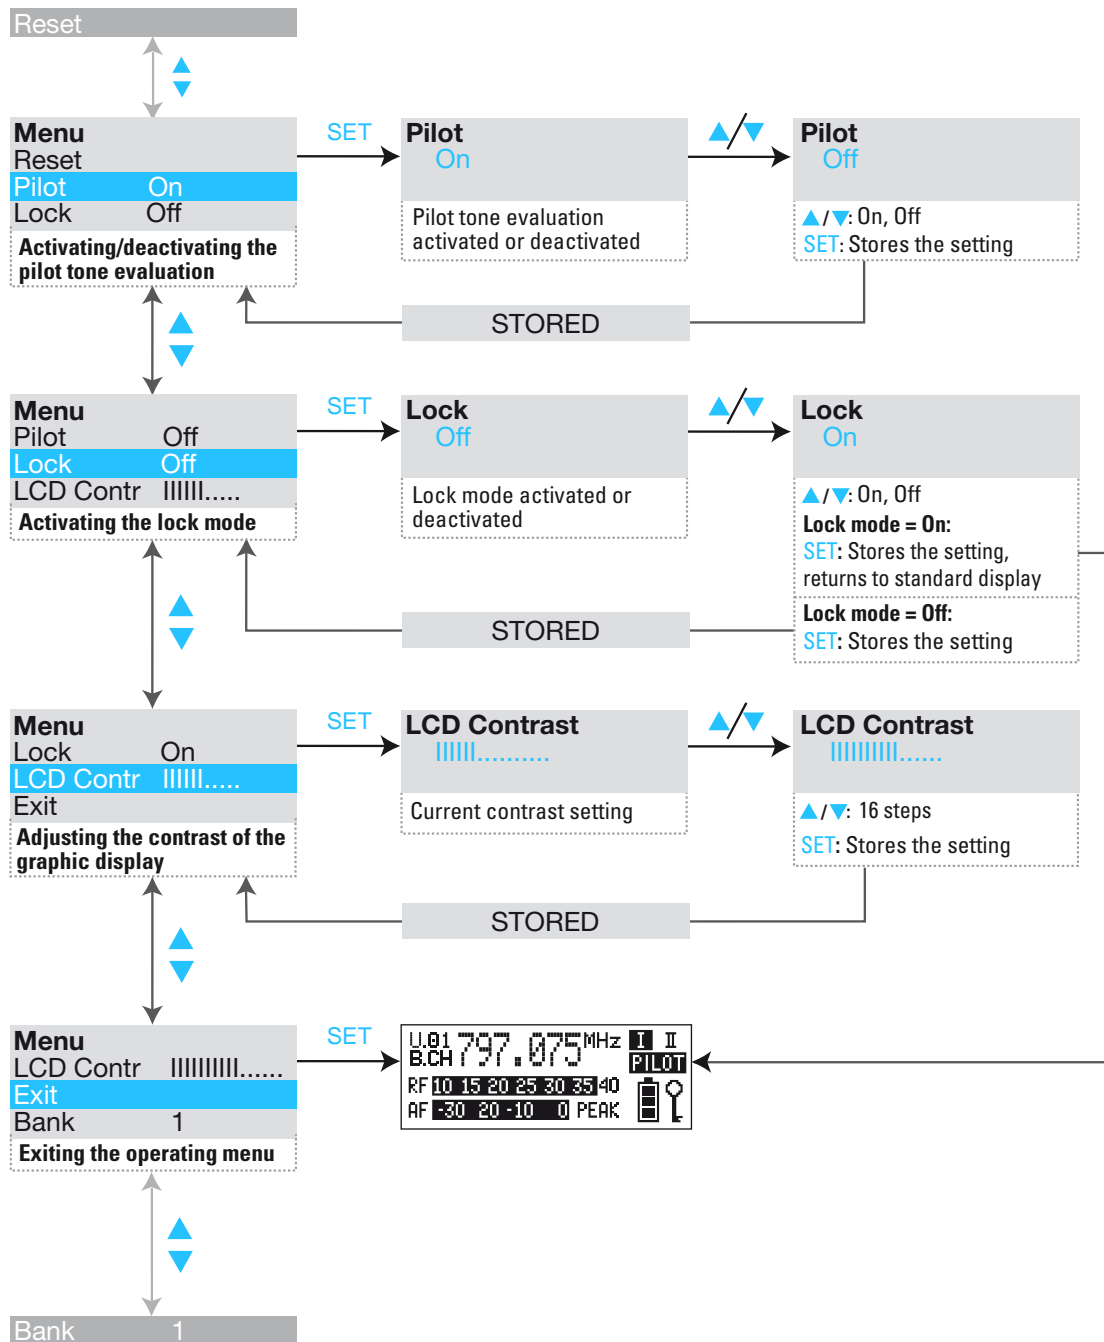 Reset
Menu
Reset
Pilot On
Lock Off
Activating/deactivating the
pilot tone evaluation
SET
Pilot
On
Pilot tone evaluation
activated or deactivated
▲/▼
Pilot
Off
▲/▼: On, Off
SET: Stores the setting
STORED
Menu
Pilot Off
Lock Off
LCD Contr IIIIII.....
Activating the lock mode
SET
Lock
Off
Lock mode activated or
deactivated
▲/▼
Lock
On
▲/▼: On, Off
Lock mode = On:
SET: Stores the setting,
returns to standard display
Lock mode = Off:
SET: Stores the setting
STORED
Menu
Lock On
LCD Contr IIIIII.....
Exit
Adjusting the contrast of the
graphic display
SET
LCD Contrast
IIIIII..........
Current contrast setting
▲/▼
LCD Contrast
IIIIIIIIII......
▲/▼: 16 steps
SET: Stores the setting
STORED
Menu
LCD Contr IIIIIIIIII......
Exit
Bank 1
Exiting the operating menu
SET
U.01 797.075 MHz I II
B.CH PILOT
RF 10 15 20 25 30 35 40
AF -30 20 -10 0 PEAK
Bank 1